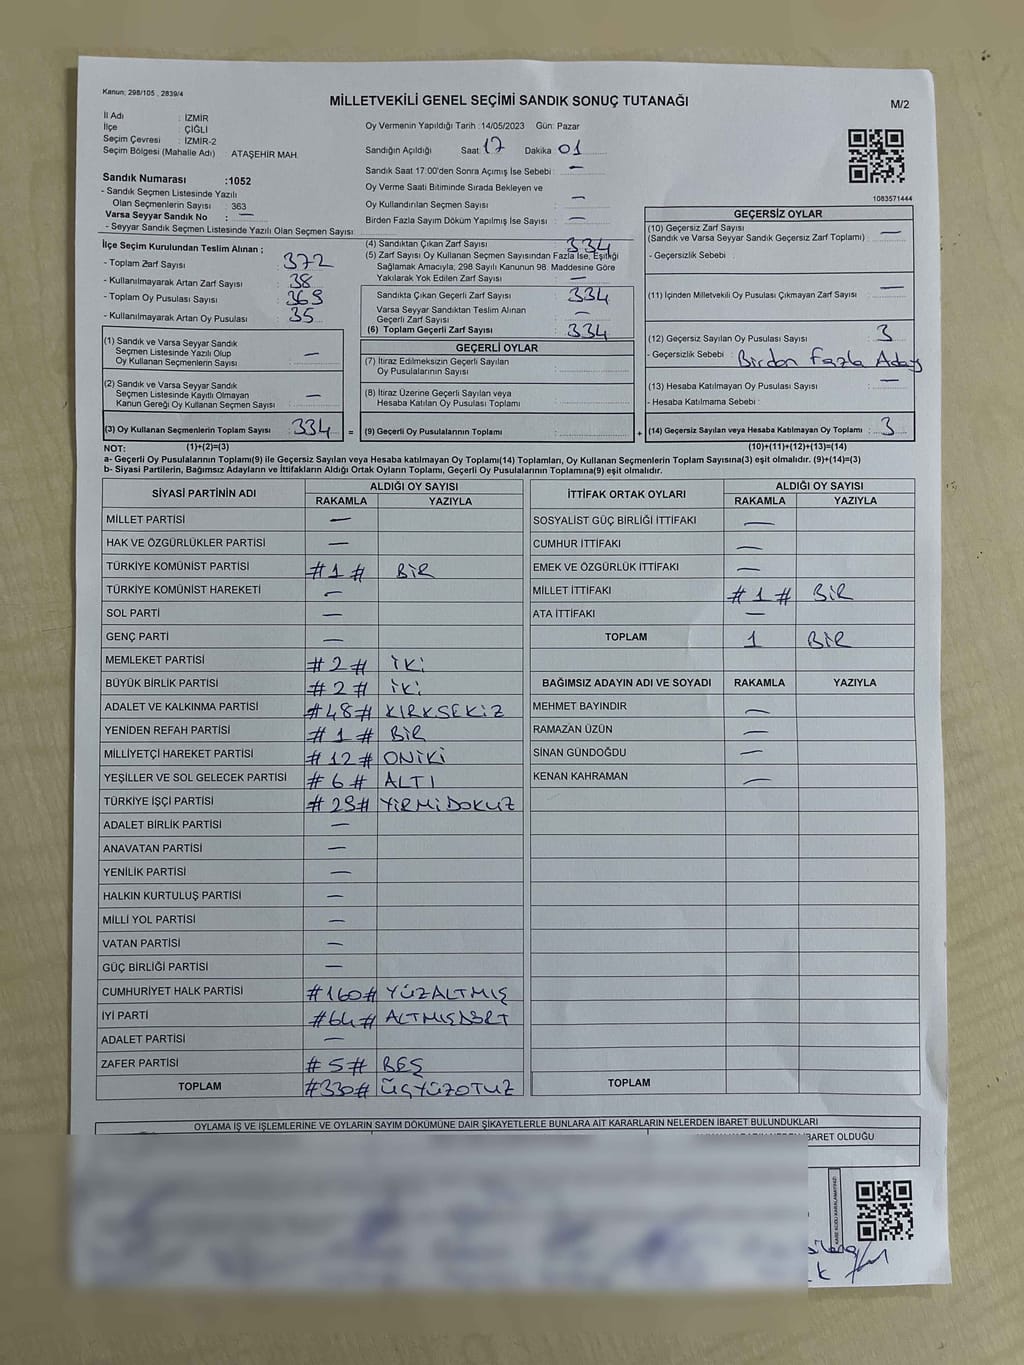 Kanun; 298/105 , 2839/4
MİLLETVEKİLİ GENEL SEÇİMİ SANDIK SONUÇ TUTANAĞI
M/2
İl Adı : İZMİR
İlçe : ÇİĞLİ
Seçim Çevresi : İZMİR-2
Seçim Bölgesi (Mahalle Adı) : ATAŞEHİR MAH.
Oy Vermenin Yapıldığı Tarih : 14/05/2023 Gün: Pazar
Sandığın Açıldığı Saat 17 Dakika 01
Sandık Saat 17:00'den Sonra Açımış İse Sebebi : —
Oy Verme Saati Bitiminde Sırada Bekleyen ve
Oy Kullandırılan Seçmen Sayısı : —
Birden Fazla Sayım Döküm Yapılmış İse Sayısı : —
1083571444
Sandık Numarası :1052
- Sandık Seçmen Listesinde Yazılı
Olan Seçmenlerin Sayısı : 363
Varsa Seyyar Sandık No : —
- Seyyar Sandık Seçmen Listesinde Yazılı Olan Seçmen Sayısı :
İlçe Seçim Kurulundan Teslim Alınan ;
- Toplam Zarf Sayısı : 372
- Kullanılmayarak Artan Zarf Sayısı : 38
- Toplam Oy Pusulası Sayısı : 369
- Kullanılmayarak Artan Oy Pusulası : 35
(4) Sandıktan Çıkan Zarf Sayısı : 334
(5) Zarf Sayısı Oy Kullanan Seçmen Sayısından Fazla İse, Eşitliği
Sağlamak Amacıyla; 298 Sayılı Kanunun 98. Maddesine Göre
Yakılarak Yok Edilen Zarf Sayısı : —
Sandıkta Çıkan Geçerli Zarf Sayısı : 334
Varsa Seyyar Sandıktan Teslim Alınan
Geçerli Zarf Sayısı : —
(6) Toplam Geçerli Zarf Sayısı : 334
GEÇERSİZ OYLAR
(10) Geçersiz Zarf Sayısı : —
(Sandık ve Varsa Seyyar Sandık Geçersiz Zarf Toplamı)
- Geçersizlik Sebebi :
(11) İçinden Milletvekili Oy Pusulası Çıkmayan Zarf Sayısı : —
(12) Geçersiz Sayılan Oy Pusulası Sayısı : 3
- Geçersizlik Sebebi : Birden Fazla Aday
(13) Hesaba Katılmayan Oy Pusulası Sayısı : —
- Hesaba Katılmama Sebebi :
(1) Sandık ve Varsa Seyyar Sandık
Seçmen Listesinde Yazılı Olup
Oy Kullanan Seçmenlerin Sayısı : —
(2) Sandık ve Varsa Seyyar Sandık
Seçmen Listesinde Kayıtlı Olmayan
Kanun Gereği Oy Kullanan Seçmen Sayısı : —
GEÇERLİ OYLAR
(7) İtiraz Edilmeksizin Geçerli Sayılan
Oy Pusulalarının Sayısı :
(8) İtiraz Üzerine Geçerli Sayılan veya
Hesaba Katılan Oy Pusulası Toplamı :
(3) Oy Kullanan Seçmenlerin Toplam Sayısı : 334 = (9) Geçerli Oy Pusulalarının Toplamı : + (14) Geçersiz Sayılan veya Hesaba Katılmayan Oy Toplamı : 3
NOT: (1)+(2)=(3) (10)+(11)+(12)+(13)=(14)
a- Geçerli Oy Pusulalarının Toplamı(9) ile Geçersiz Sayılan veya Hesaba katılmayan Oy Toplamı(14) Toplamları, Oy Kullanan Seçmenlerin Toplam Sayısına(3) eşit olmalıdır. (9)+(14)=(3)
b- Siyasi Partilerin, Bağımsız Adayların ve İttifakların Aldığı Ortak Oyların Toplamı, Geçerli Oy Pusulalarının Toplamına(9) eşit olmalıdır.
SİYASİ PARTİNİN ADI ALDIĞI OY SAYISI
RAKAMLA YAZIYLA
MİLLET PARTİSİ —
HAK VE ÖZGÜRLÜKLER PARTİSİ —
TÜRKİYE KOMÜNİST PARTİSİ #1# BİR
TÜRKİYE KOMÜNİST HAREKETİ —
SOL PARTİ —
GENÇ PARTİ —
MEMLEKET PARTİSİ #2# İKİ
BÜYÜK BİRLİK PARTİSİ #2# İKİ
ADALET VE KALKINMA PARTİSİ #48# KIRKSEKİZ
YENİDEN REFAH PARTİSİ #1# BİR
MİLLİYETÇİ HAREKET PARTİSİ #12# ONİKİ
YEŞİLLER VE SOL GELECEK PARTİSİ #6# ALTI
TÜRKİYE İŞÇİ PARTİSİ #29# YİRMİDOKUZ
ADALET BİRLİK PARTİSİ —
ANAVATAN PARTİSİ —
YENİLİK PARTİSİ —
HALKIN KURTULUŞ PARTİSİ —
MİLLİ YOL PARTİSİ —
VATAN PARTİSİ —
GÜÇ BİRLİĞİ PARTİSİ —
CUMHURİYET HALK PARTİSİ #160# YÜZALTMIŞ
İYİ PARTİ #64# ALTMIŞDÖRT
ADALET PARTİSİ —
ZAFER PARTİSİ #5# BEŞ
TOPLAM #330# ÜÇYÜZOTUZ
İTTİFAK ORTAK OYLARI ALDIĞI OY SAYISI
RAKAMLA YAZIYLA
SOSYALİST GÜÇ BİRLİĞİ İTTİFAKI —
CUMHUR İTTİFAKI —
EMEK VE ÖZGÜRLÜK İTTİFAKI —
MİLLET İTTİFAKI #1# BİR
ATA İTTİFAKI —
TOPLAM 1 BİR
BAĞIMSIZ ADAYIN ADI VE SOYADI RAKAMLA YAZIYLA
MEHMET BAYINDIR —
RAMAZAN ÜZÜN —
SİNAN GÜNDOĞDU —
KENAN KAHRAMAN —
TOPLAM
OYLAMA İŞ VE İŞLEMLERİNE VE OYLARIN SAYIM DÖKÜMÜNE DAİR ŞİKAYETLERLE BUNLARA AİT KARARLARIN NELERDEN İBARET BULUNDUKLARI
İBARET OLDUĞU